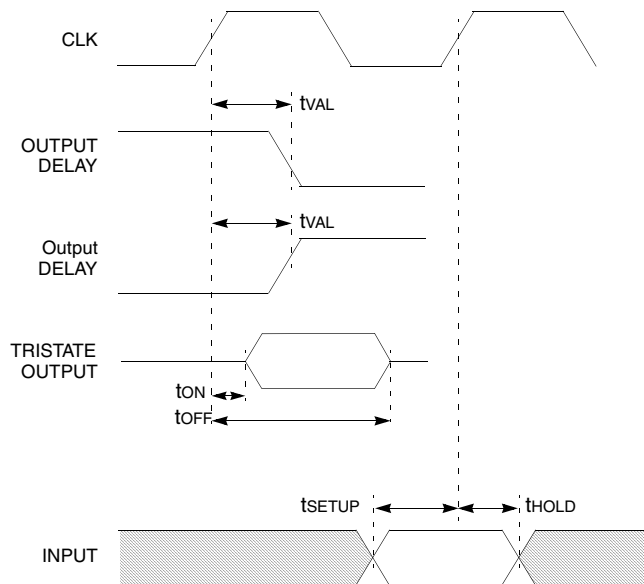 CLK
tVAL
OUTPUT
DELAY
tVAL
Output
DELAY
TRISTATE
OUTPUT
tON
tOFF
tSETUP
tHOLD
INPUT